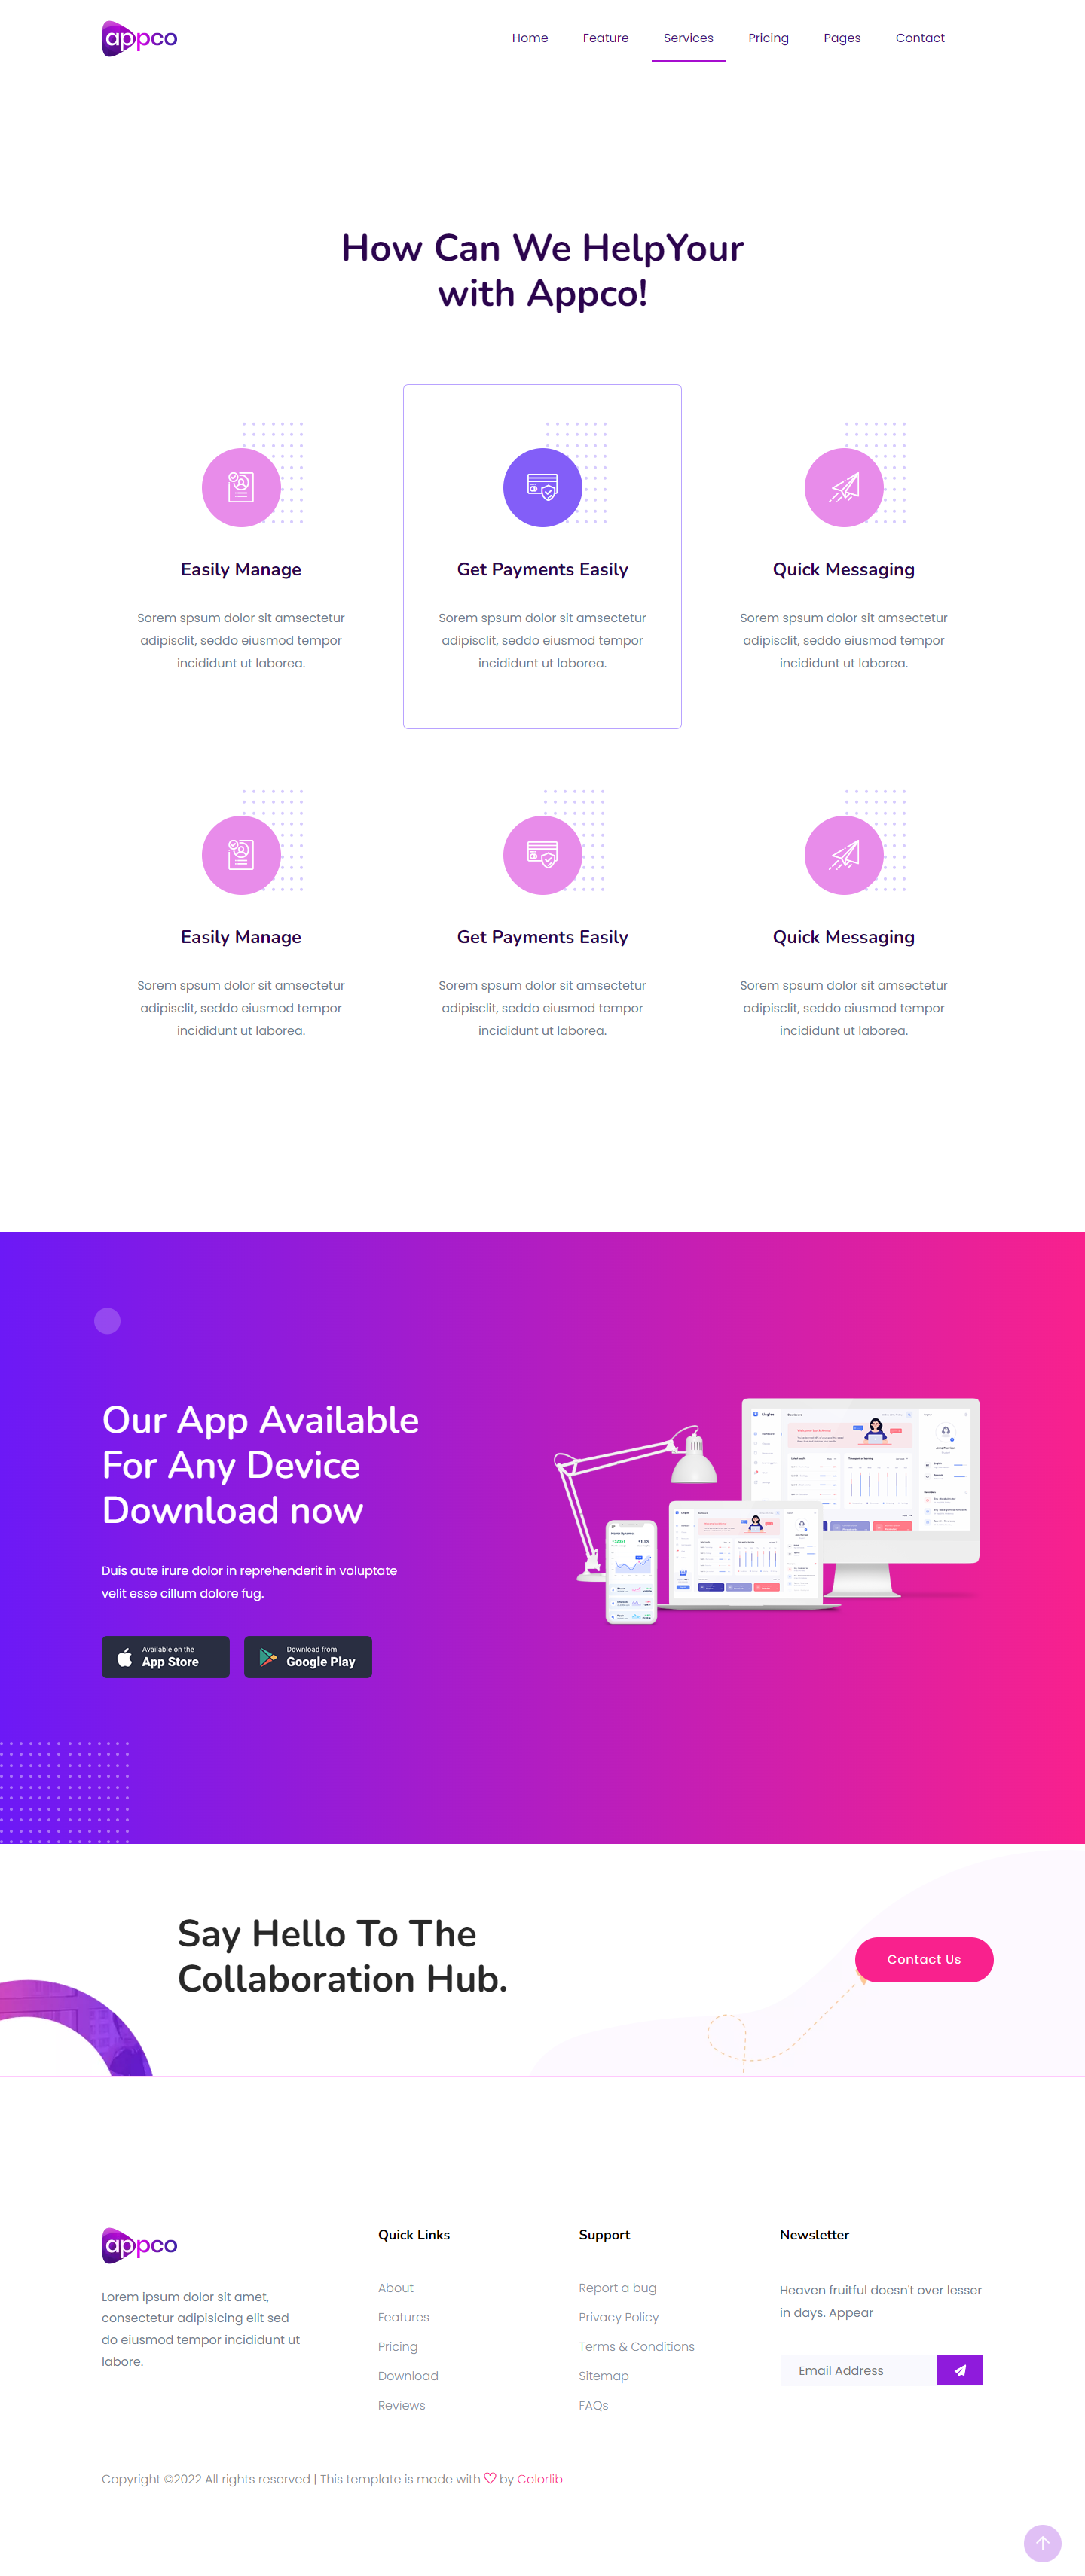 appco
Home Feature Services Pricing Pages Contact
How Can We HelpYour
with Appco!
Easily Manage
Sorem spsum dolor sit amsectetur
adipisclit, seddo eiusmod tempor
incididunt ut laborea.
Get Payments Easily
Sorem spsum dolor sit amsectetur
adipisclit, seddo eiusmod tempor
incididunt ut laborea.
Quick Messaging
Sorem spsum dolor sit amsectetur
adipisclit, seddo eiusmod tempor
incididunt ut laborea.
Easily Manage
Sorem spsum dolor sit amsectetur
adipisclit, seddo eiusmod tempor
incididunt ut laborea.
Get Payments Easily
Sorem spsum dolor sit amsectetur
adipisclit, seddo eiusmod tempor
incididunt ut laborea.
Quick Messaging
Sorem spsum dolor sit amsectetur
adipisclit, seddo eiusmod tempor
incididunt ut laborea.
Our App Available
For Any Device
Download now
Duis aute irure dolor in reprehenderit in voluptate
velit esse cillum dolore fug.
Available on the
App Store
Download from
Google Play
Say Hello To The
Collaboration Hub.
Contact Us
appco
Lorem ipsum dolor sit amet,
consectetur adipisicing elit sed
do eiusmod tempor incididunt ut
labore.
Quick Links
About
Features
Pricing
Download
Reviews
Support
Report a bug
Privacy Policy
Terms & Conditions
Sitemap
FAQs
Newsletter
Heaven fruitful doesn't over lesser
in days. Appear
Email Address
Copyright ©2022 All rights reserved | This template is made with ♡ by Colorlib